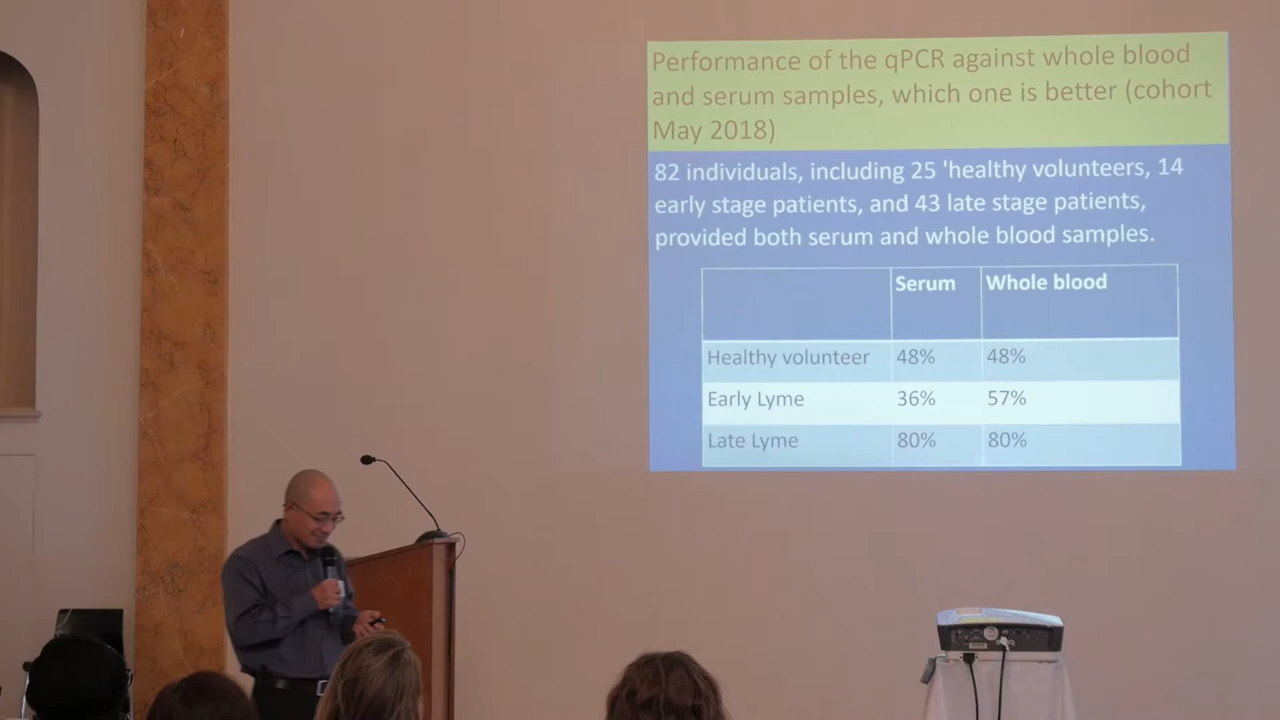 Performance of the qPCR against whole blood
and serum samples, which one is better (cohort
May 2018)
82 individuals, including 25 'healthy volunteers, 14
early stage patients, and 43 late stage patients,
provided both serum and whole blood samples.
Serum Whole blood
Healthy volunteer 48% 48%
Early Lyme 36% 57%
Late Lyme 80% 80%